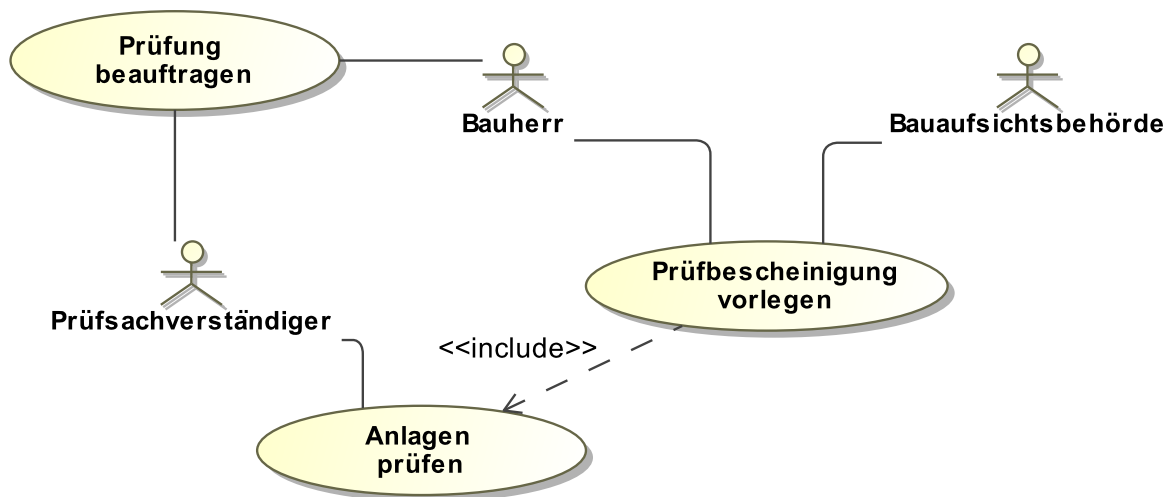 Prüfung
beauftragen
Bauherr
Bauaufsichtsbehörde
Prüfbescheinigung
vorlegen
Prüfsachverständiger
<<include>>
Anlagen
prüfen